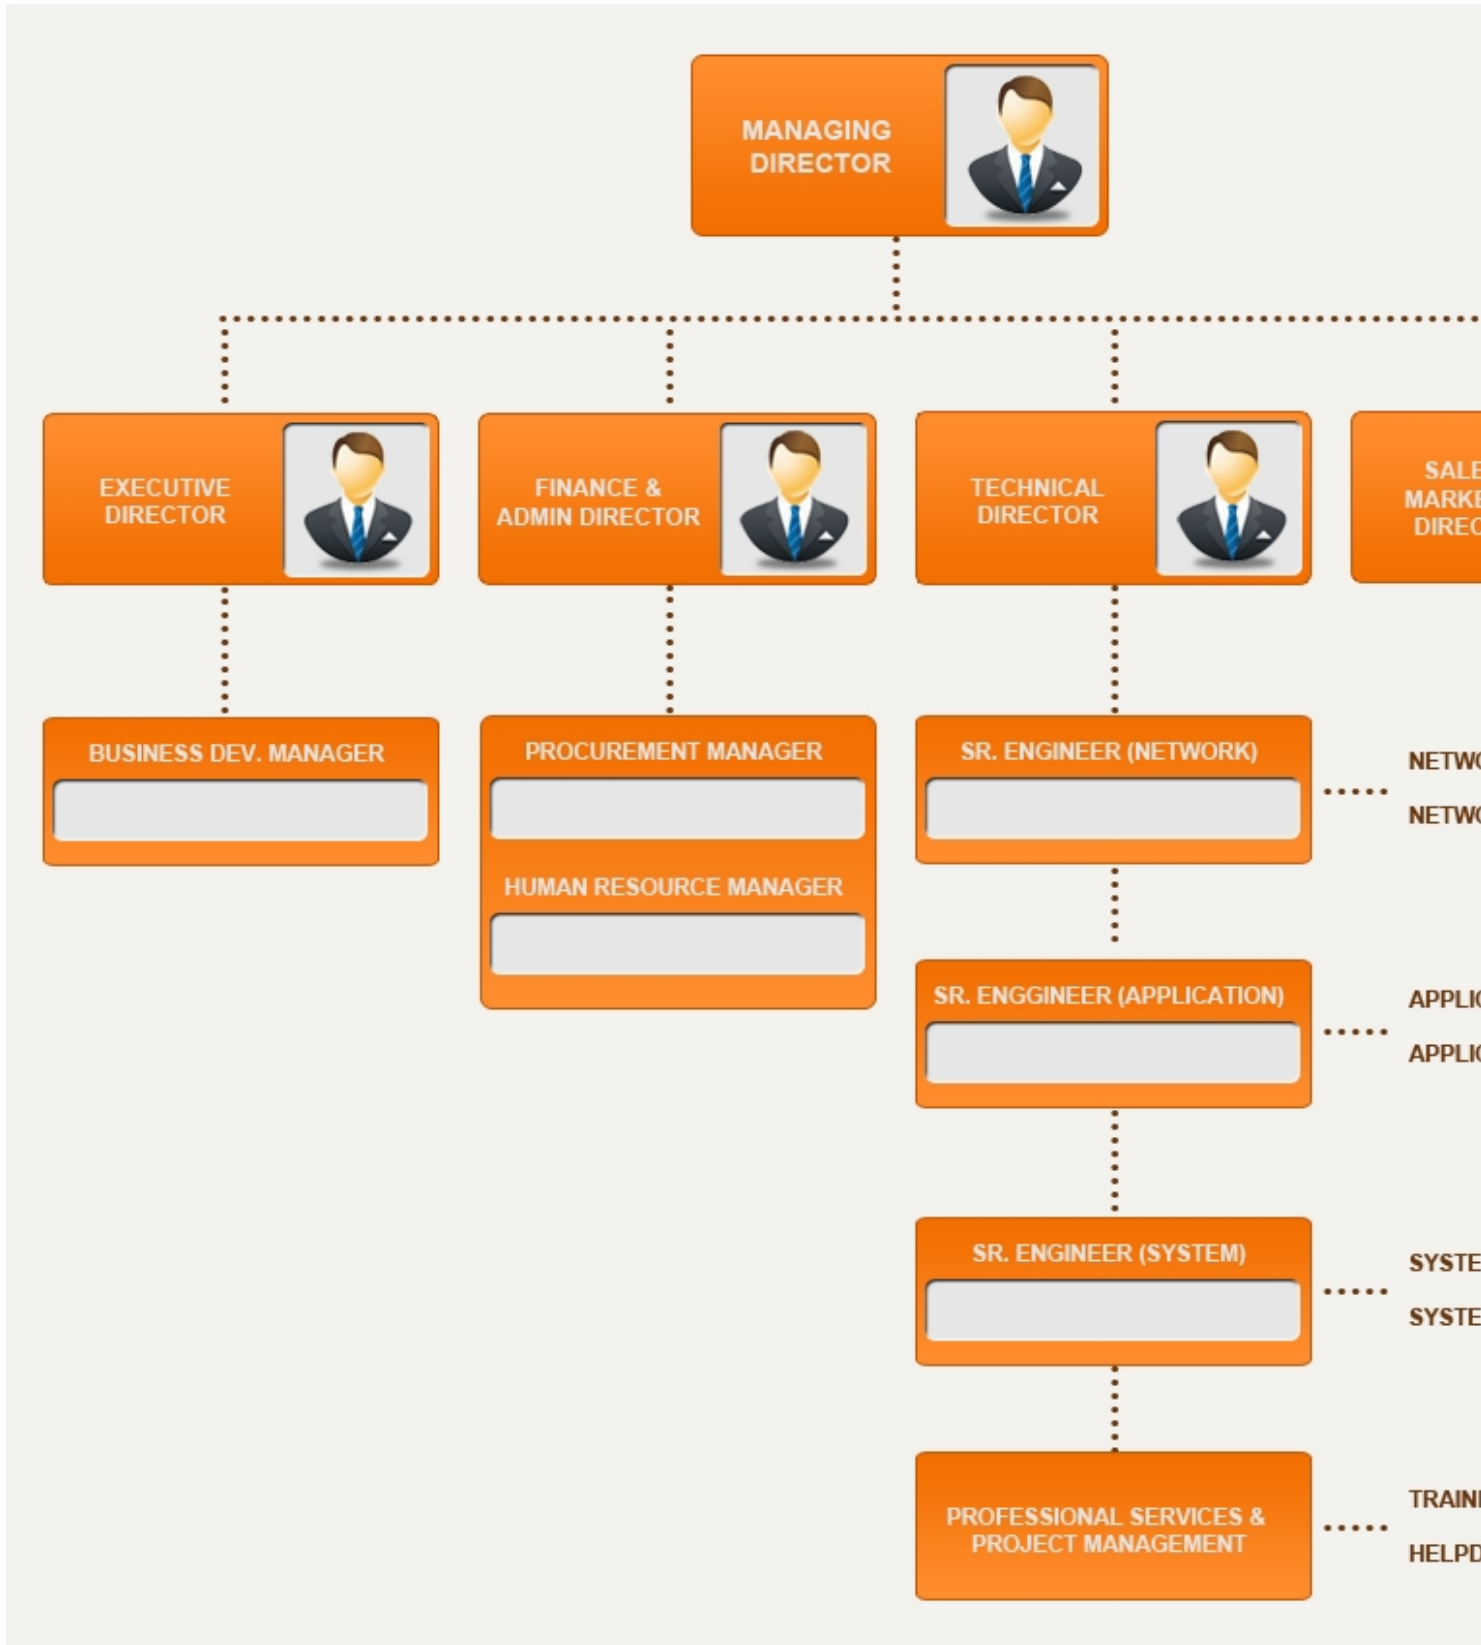 MANAGING
DIRECTOR
EXECUTIVE
DIRECTOR
FINANCE &
ADMIN DIRECTOR
TECHNICAL
DIRECTOR
BUSINESS DEV. MANAGER
PROCUREMENT MANAGER
HUMAN RESOURCE MANAGER
SR. ENGINEER (NETWORK)
SR. ENGGINEER (APPLICATION)
SR. ENGINEER (SYSTEM)
PROFESSIONAL SERVICES &
PROJECT MANAGEMENT